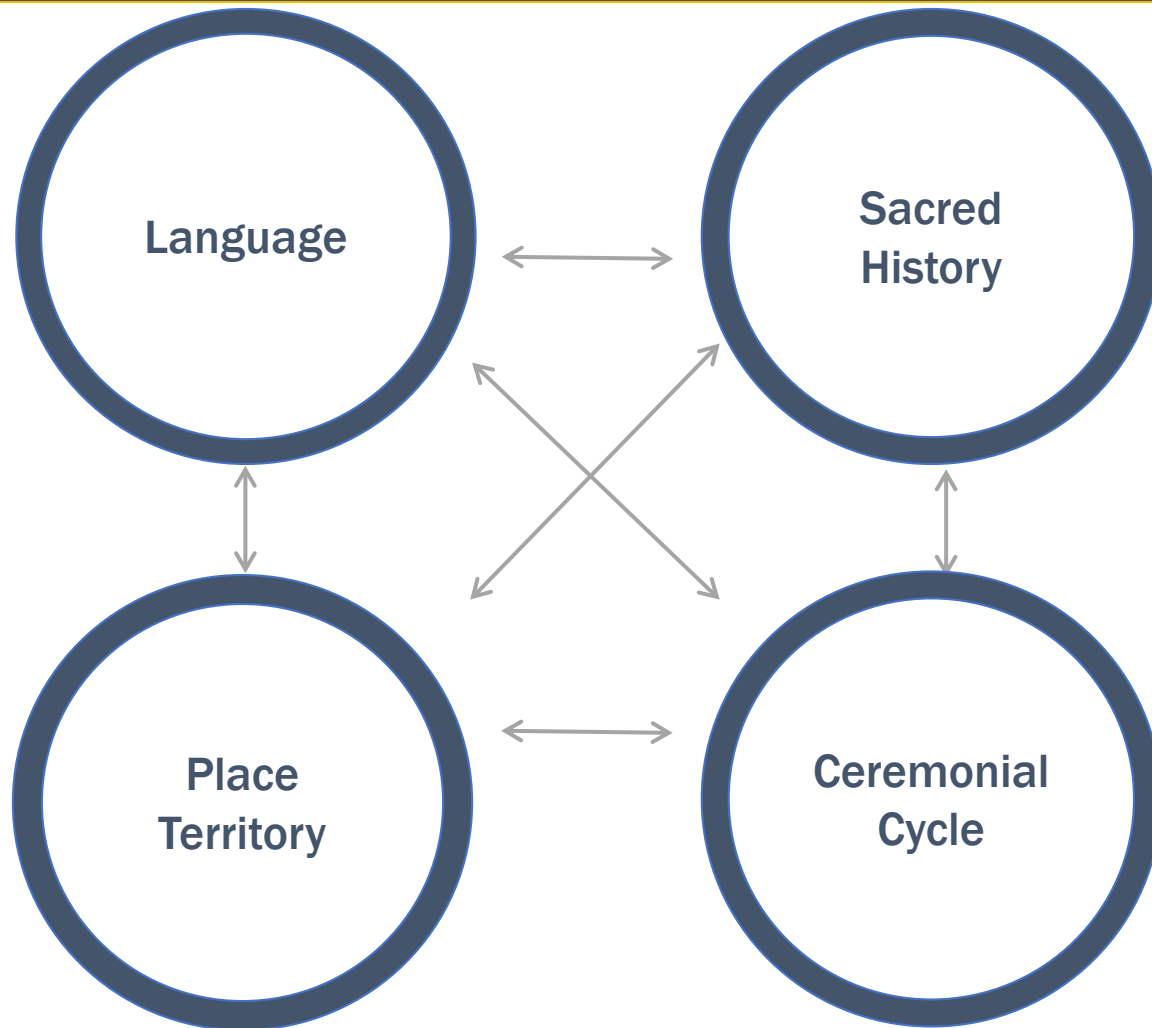 Language
Sacred
History
Place
Territory
Ceremonial
Cycle